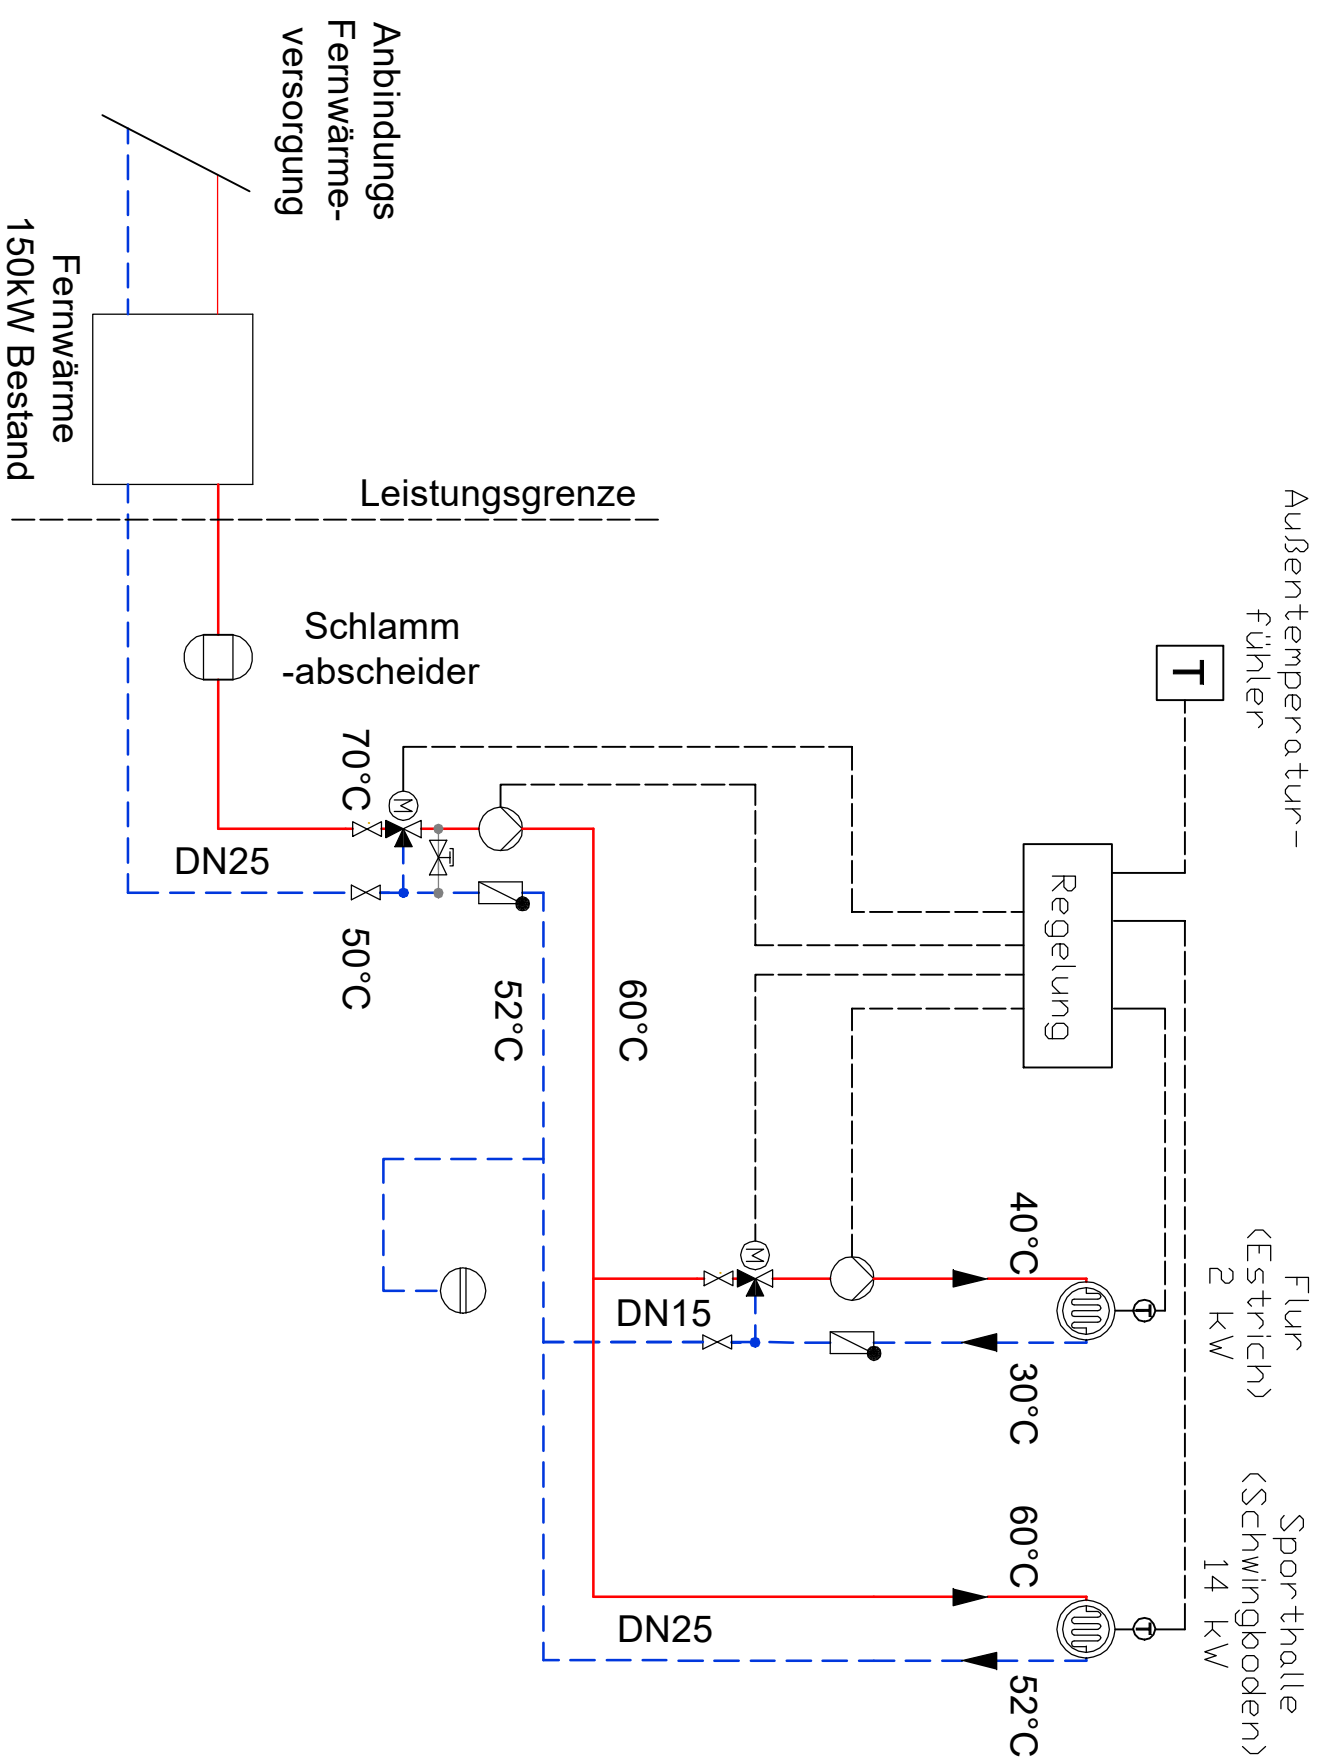 Außentemperatur-
fühler
T
Regelung
Flur
(Estrich)
2 kW
Sporthalle
(Schwingboden)
14 kW
T
T
40°C
30°C
60°C
52°C
M
DN15
DN25
60°C
52°C
Anbindungs
Fernwärme-
versorgung
Leistungsgrenze
Schlamm
-abscheider
70°C
M
50°C
DN25
Fernwärme
150kW Bestand